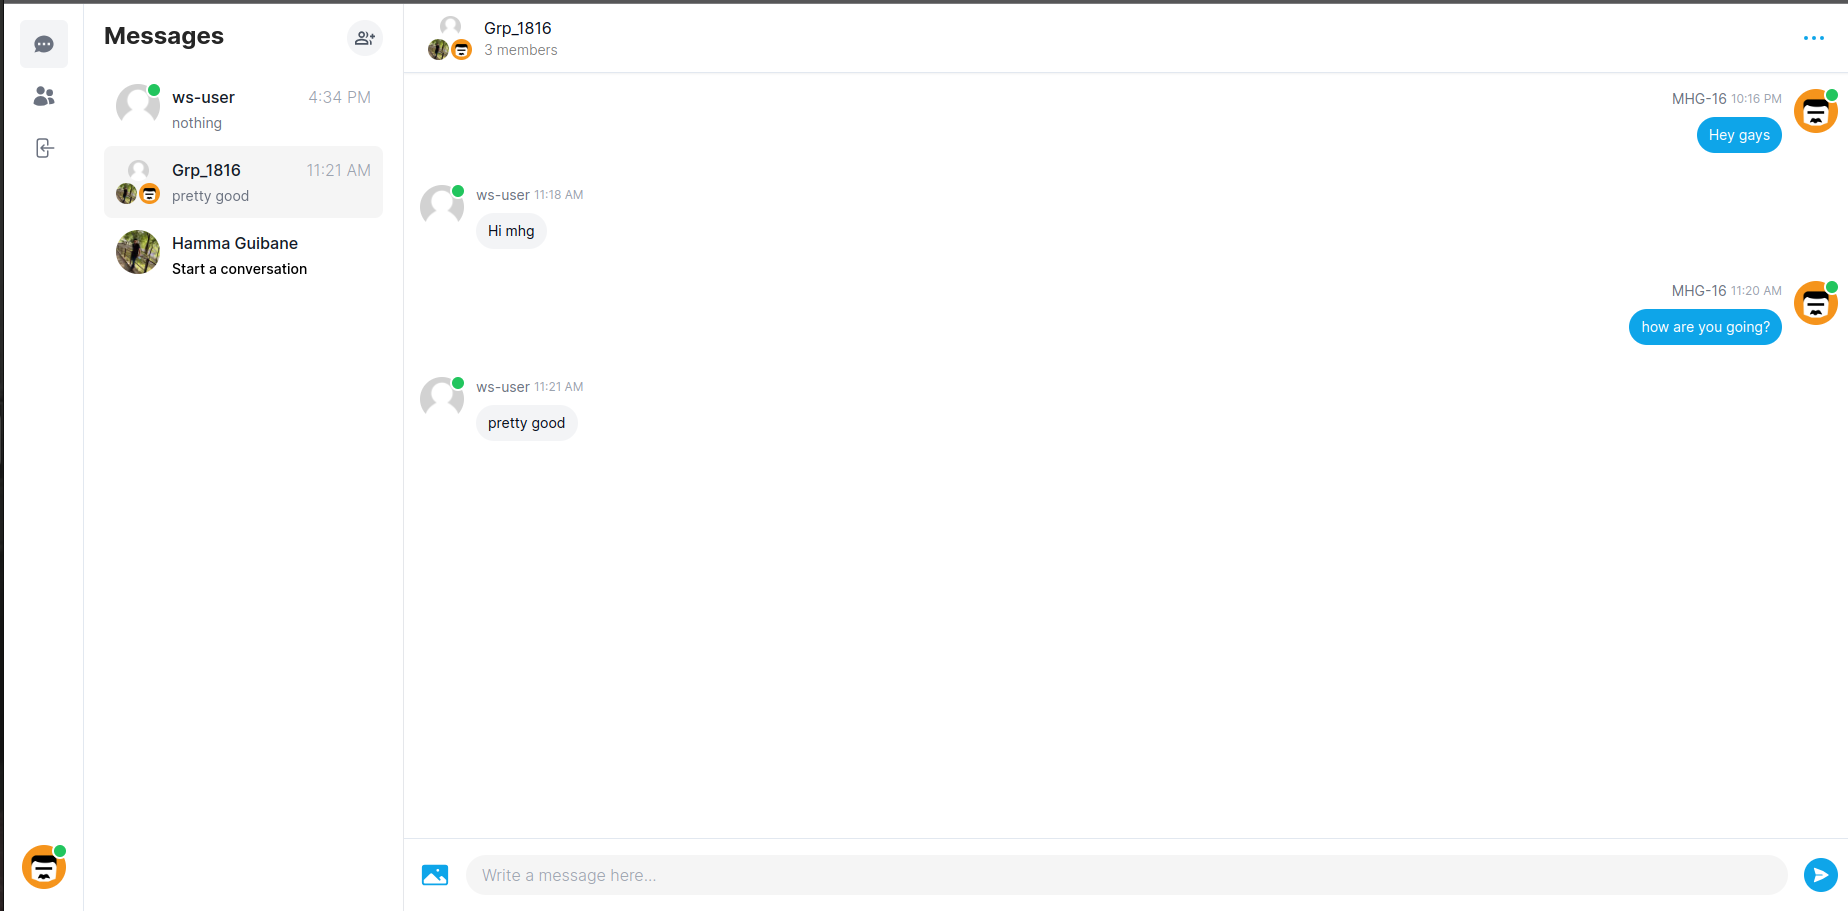 Messages
ws-user 4:34 PM
nothing
Grp_1816 11:21 AM
pretty good
Hamma Guibane
Start a conversation
Grp_1816
3 members
MHG-16 10:16 PM
Hey gays
ws-user 11:18 AM
Hi mhg
MHG-16 11:20 AM
how are you going?
ws-user 11:21 AM
pretty good
Write a message here...